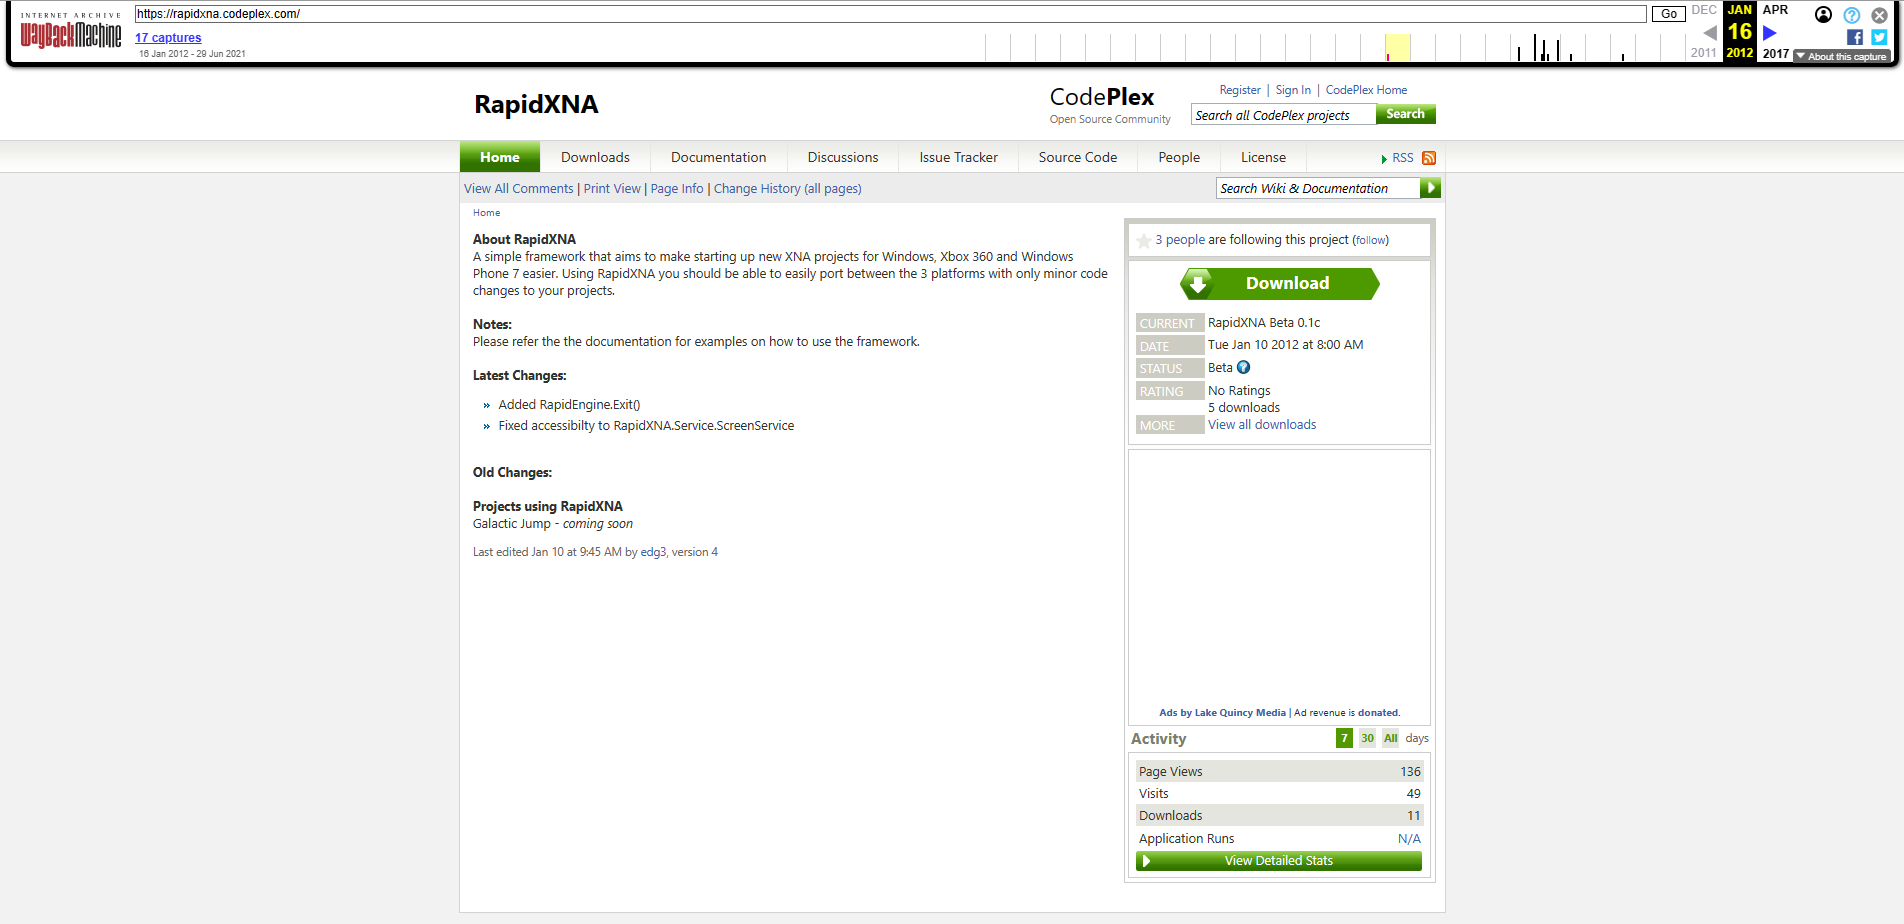 INTERNET ARCHIVE
WayBackMachine
https://rapidxna.codeplex.com/
Go
17 captures
16 Jan 2012 - 29 Jun 2021
DEC JAN APR
16
2011 2012 2017
About this capture
RapidXNA
CodePlex
Open Source Community
Register | Sign In | CodePlex Home
Search all CodePlex projects
Search
Home Downloads Documentation Discussions Issue Tracker Source Code People License RSS
View All Comments | Print View | Page Info | Change History (all pages)
Search Wiki & Documentation
Home
About RapidXNA
A simple framework that aims to make starting up new XNA projects for Windows, Xbox 360 and Windows
Phone 7 easier. Using RapidXNA you should be able to easily port between the 3 platforms with only minor code
changes to your projects.
Notes:
Please refer the the documentation for examples on how to use the framework.
Latest Changes:
» Added RapidEngine.Exit()
» Fixed accessibilty to RapidXNA.Service.ScreenService
Old Changes:
Projects using RapidXNA
Galactic Jump - coming soon
Last edited Jan 10 at 9:45 AM by edg3, version 4
3 people are following this project (follow)
Download
CURRENT RapidXNA Beta 0.1c
DATE Tue Jan 10 2012 at 8:00 AM
STATUS Beta ?
RATING No Ratings
5 downloads
MORE View all downloads
Ads by Lake Quincy Media | Ad revenue is donated.
Activity 7 30 All days
Page Views 136
Visits 49
Downloads 11
Application Runs N/A
View Detailed Stats